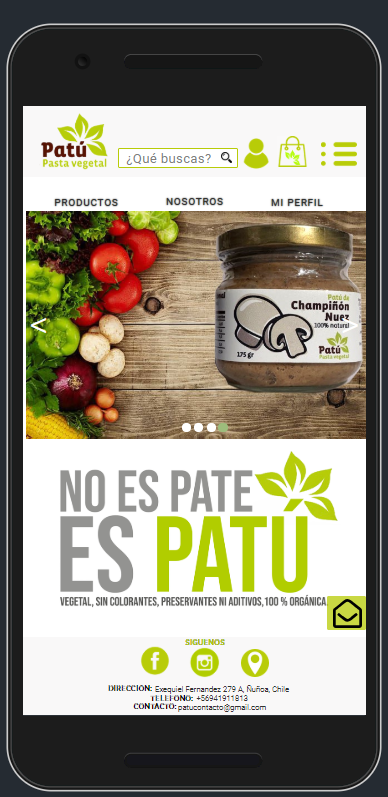 Patú
Pasta vegetal
¿Qué buscas?
PRODUCTOS NOSOTROS MI PERFIL
Patú de
Champiñón
Nuez
100% natural
Patú
Pasta vegetal
175 gr
NO ES PATE
ES PATU
VEGETAL, SIN COLORANTES, PRESERVANTES NI ADITIVOS, 100 % ORGÁNICA.
SIGUENOS
DIRECCIÓN: Exequiel Fernandez 279 A, Ñuñoa, Chile
TELEFONO: +56941911813
CONTACTO: patucontacto@gmail.com